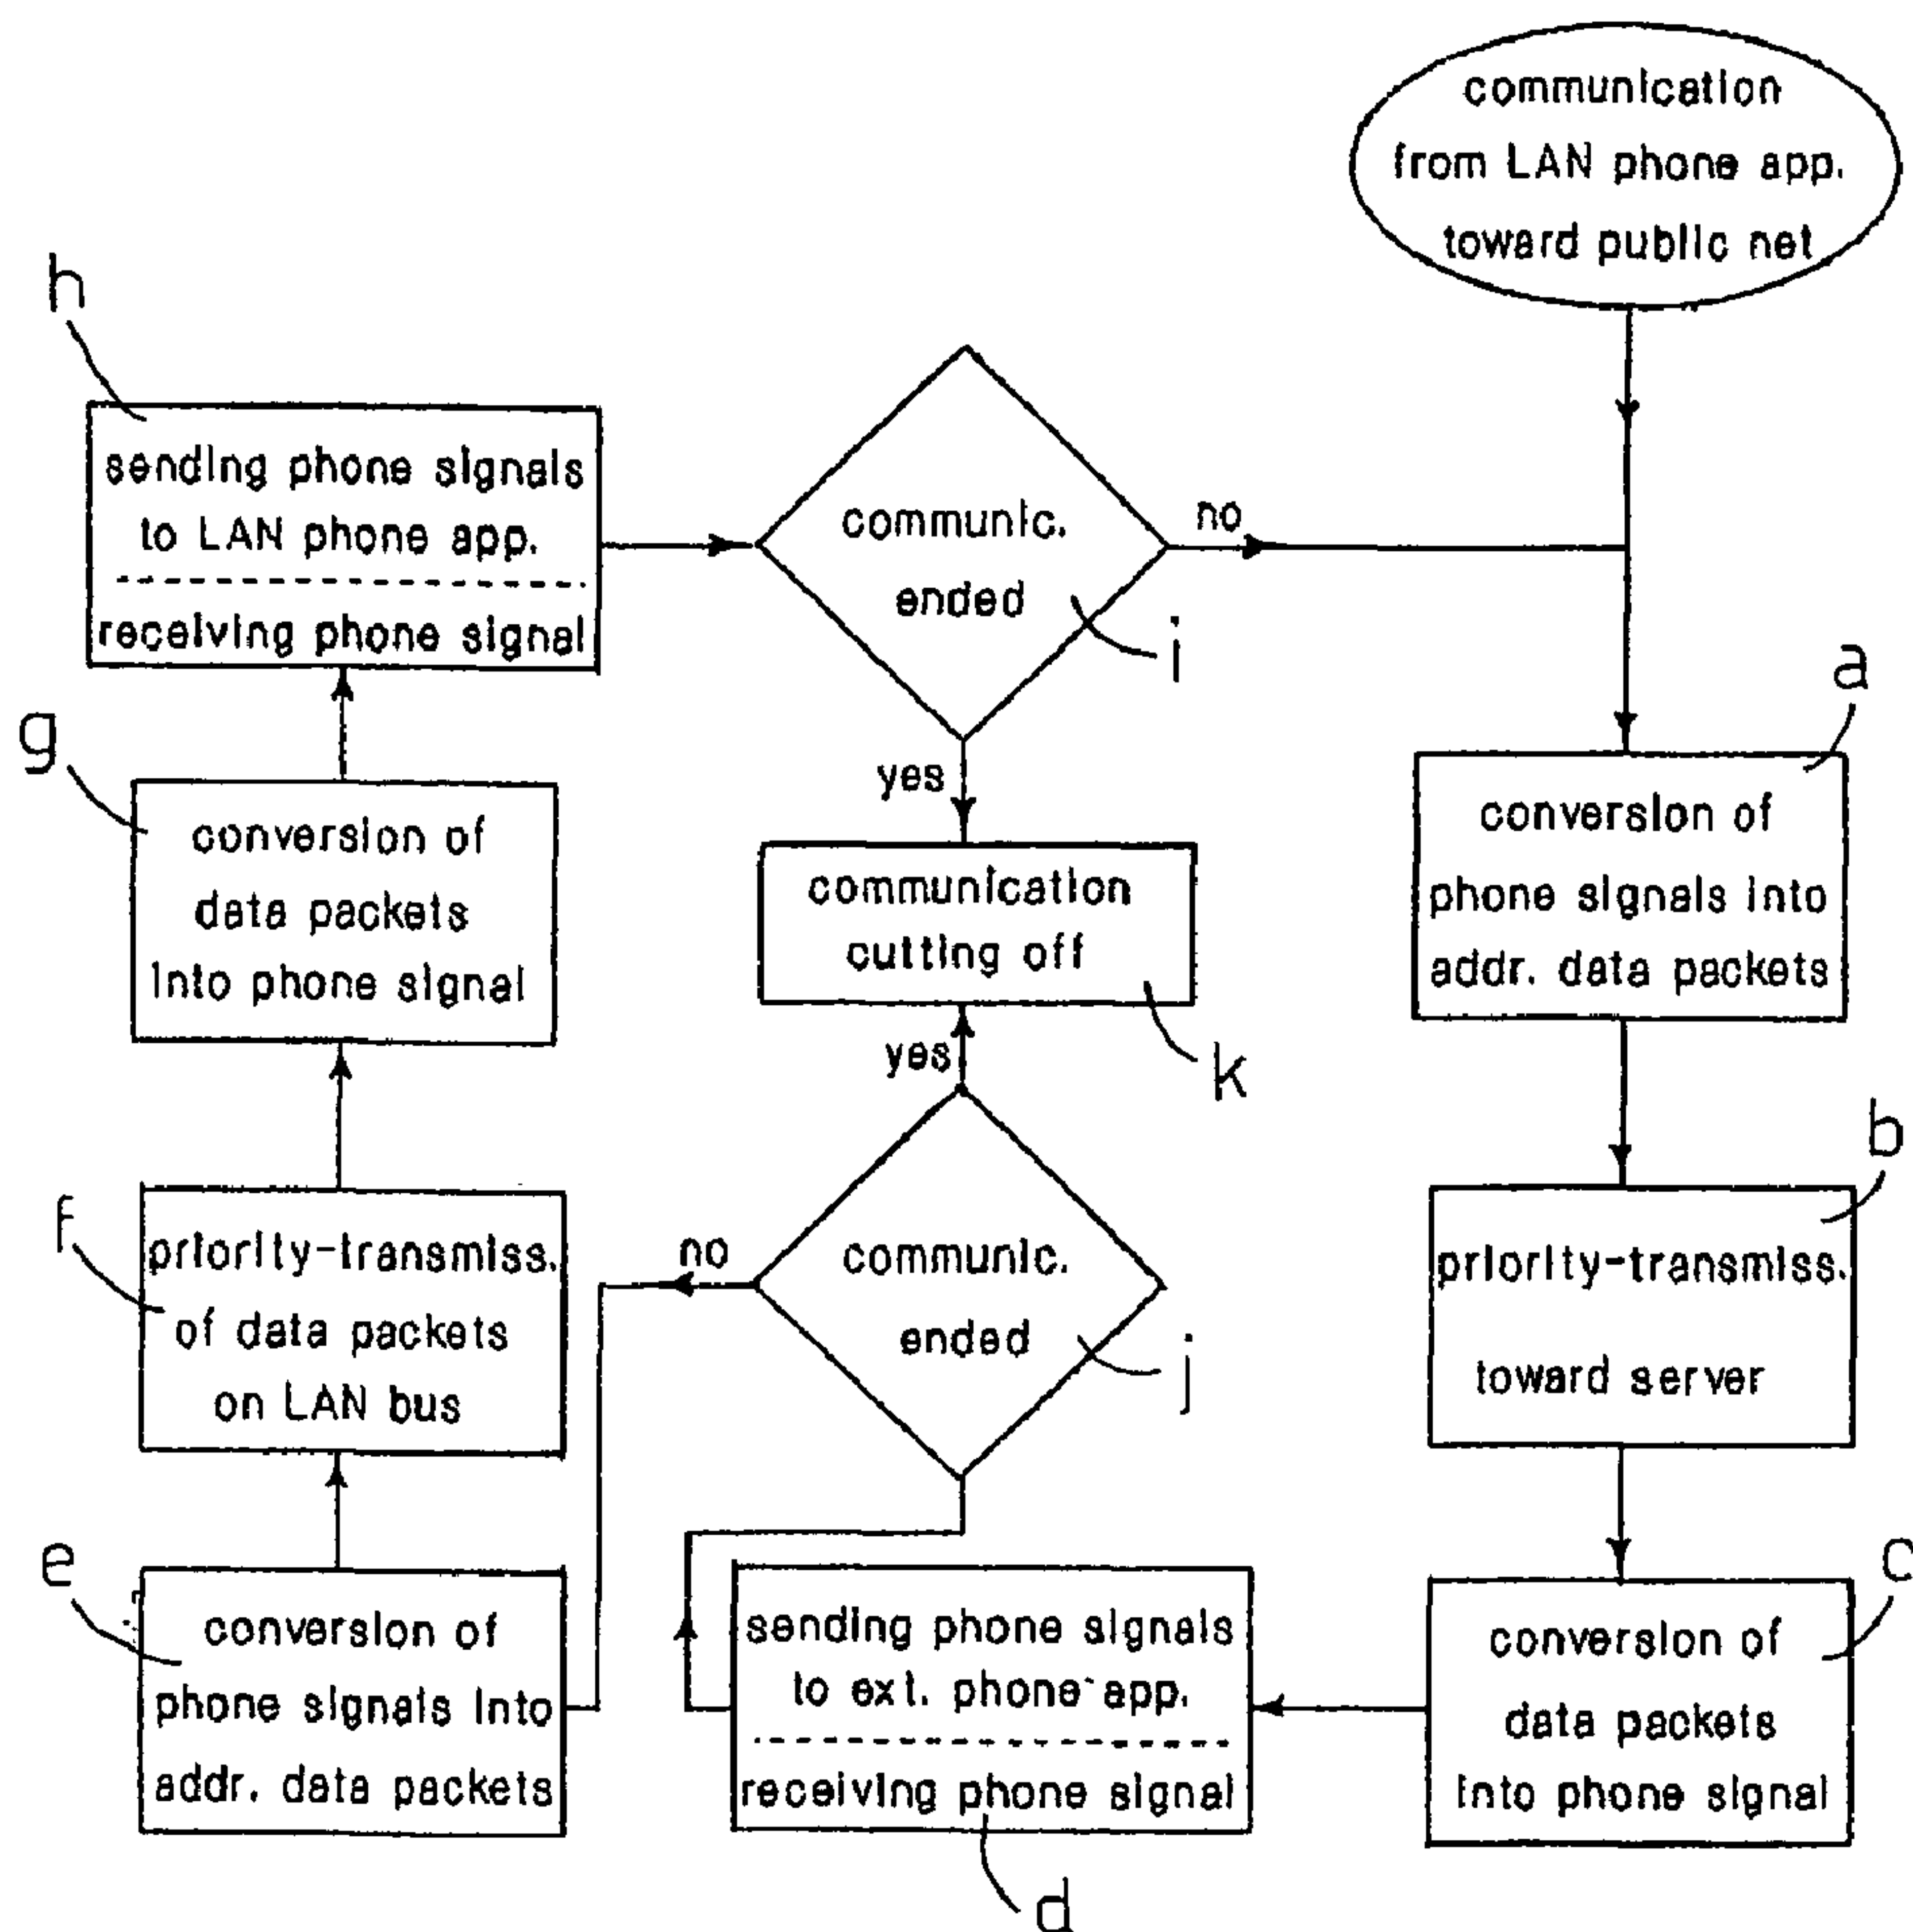 communication
from LAN phone app.
toward public net
h
sending phone signals
to LAN phone app.
receiving phone signal
communic.
ended
no
i
yes
a
conversion of
phone signals into
addr. data packets
g
conversion of
data packets
into phone signal
communication
cutting off
k
yes
b
priority-transmiss.
toward server
f
priority-transmiss.
of data packets
on LAN bus
no
communic.
ended
j
c
conversion of
data packets
into phone signal
e
conversion of
phone signals into
addr. data packets
sending phone signals
to ext. phone app.
receiving phone signal
d